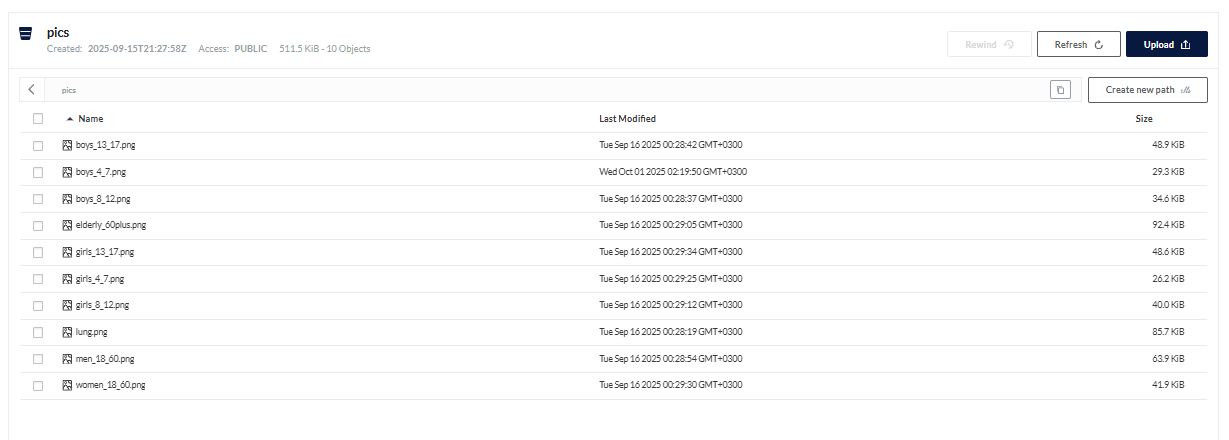 pics
Created: 2025-09-15T21:27:58Z Access: PUBLIC 511.5 KiB - 10 Objects
Rewind Refresh Upload
pics Create new path
Name Last Modified Size
boys_13_17.png Tue Sep 16 2025 00:28:42 GMT+0300 48.9 KiB
boys_4_7.png Wed Oct 01 2025 02:19:50 GMT+0300 29.3 KiB
boys_8_12.png Tue Sep 16 2025 00:28:37 GMT+0300 34.6 KiB
elderly_60plus.png Tue Sep 16 2025 00:29:05 GMT+0300 92.4 KiB
girls_13_17.png Tue Sep 16 2025 00:29:34 GMT+0300 48.6 KiB
girls_4_7.png Tue Sep 16 2025 00:29:25 GMT+0300 26.2 KiB
girls_8_12.png Tue Sep 16 2025 00:29:12 GMT+0300 40.0 KiB
lung.png Tue Sep 16 2025 00:28:19 GMT+0300 85.7 KiB
men_18_60.png Tue Sep 16 2025 00:28:54 GMT+0300 63.9 KiB
women_18_60.png Tue Sep 16 2025 00:29:30 GMT+0300 41.9 KiB